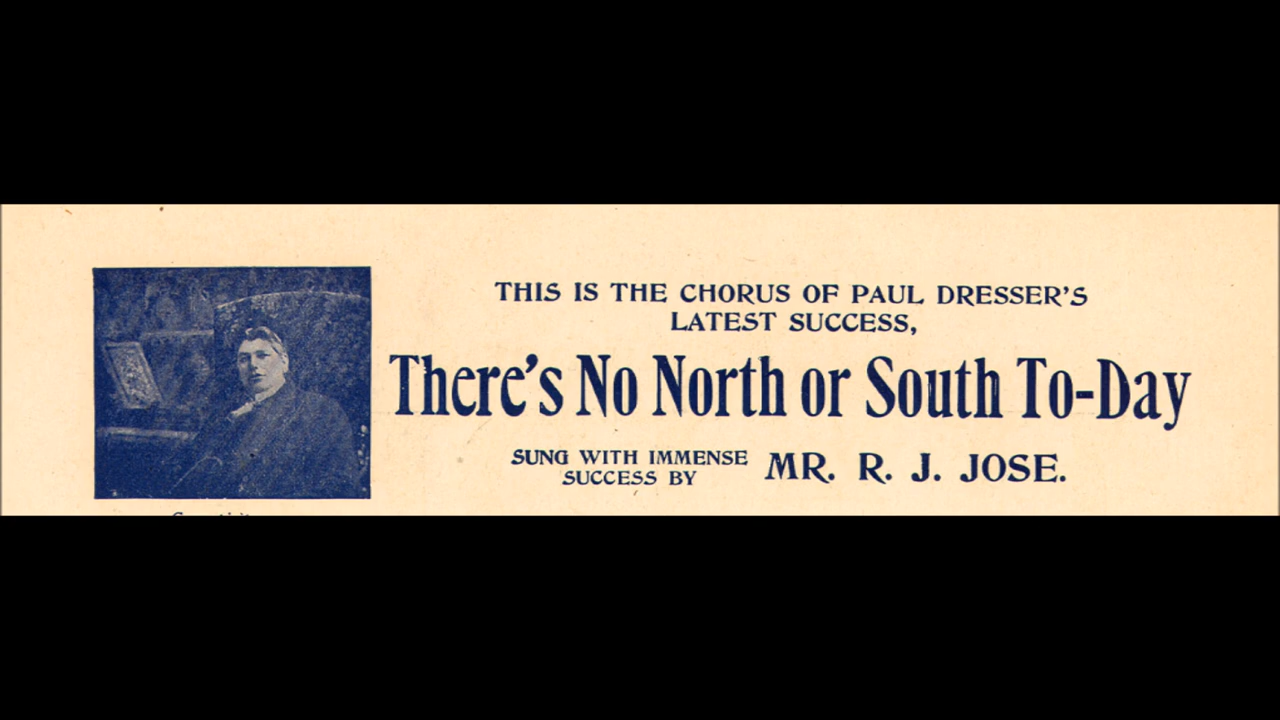 THIS IS THE CHORUS OF PAUL DRESSER'S
LATEST SUCCESS,
There's No North or South To-Day
SUNG WITH IMMENSE
SUCCESS BY
MR. R. J. JOSE.